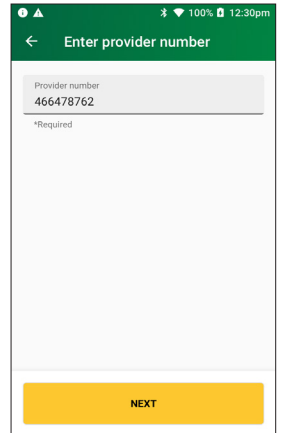 100% 12:30pm
Enter provider number
Provider number
466478762
*Required
NEXT